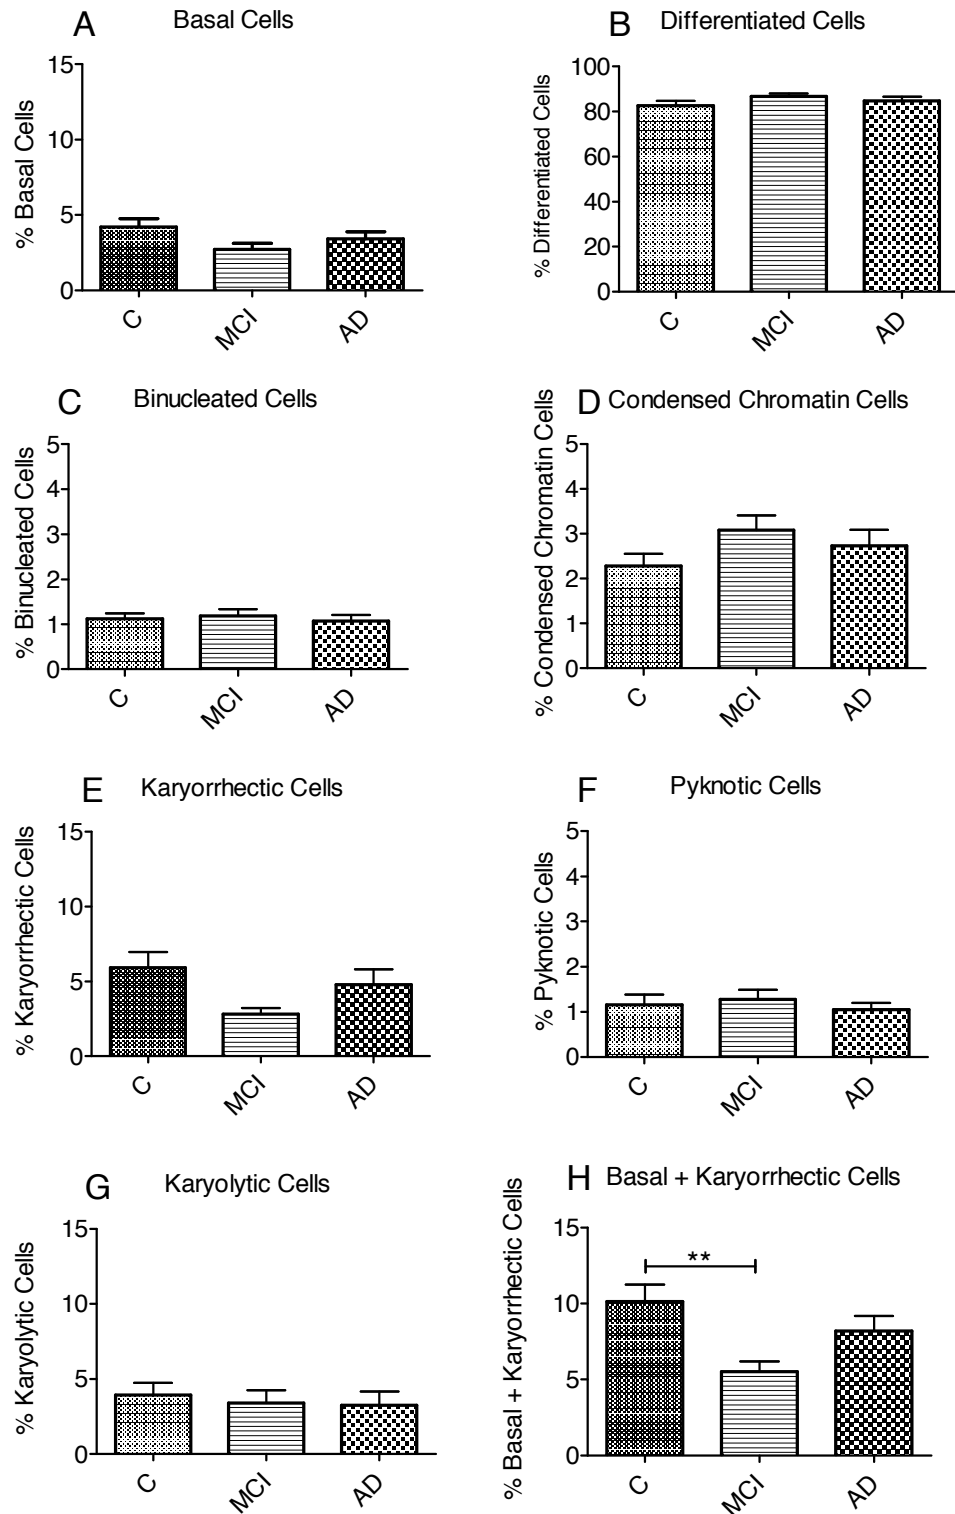 A Basal Cells
% Basal Cells
15
10
5
0
C MCI AD
B Differentiated Cells
% Differentiated Cells
100
80
60
40
20
0
C MCI AD
C Binucleated Cells
% Binucleated Cells
5
4
3
2
1
0
C MCI AD
D Condensed Chromatin Cells
% Condensed Chromatin Cells
5
4
3
2
1
0
C MCI AD
E Karyorrhectic Cells
% Karyorrhectic Cells
15
10
5
0
C MCI AD
F Pyknotic Cells
% Pyknotic Cells
5
4
3
2
1
0
C MCI AD
G Karyolytic Cells
% Karyolytic Cells
15
10
5
0
C MCI AD
H Basal + Karyorrhectic Cells
% Basal + Karyorrhectic Cells
15
10
5
0
**
C MCI AD